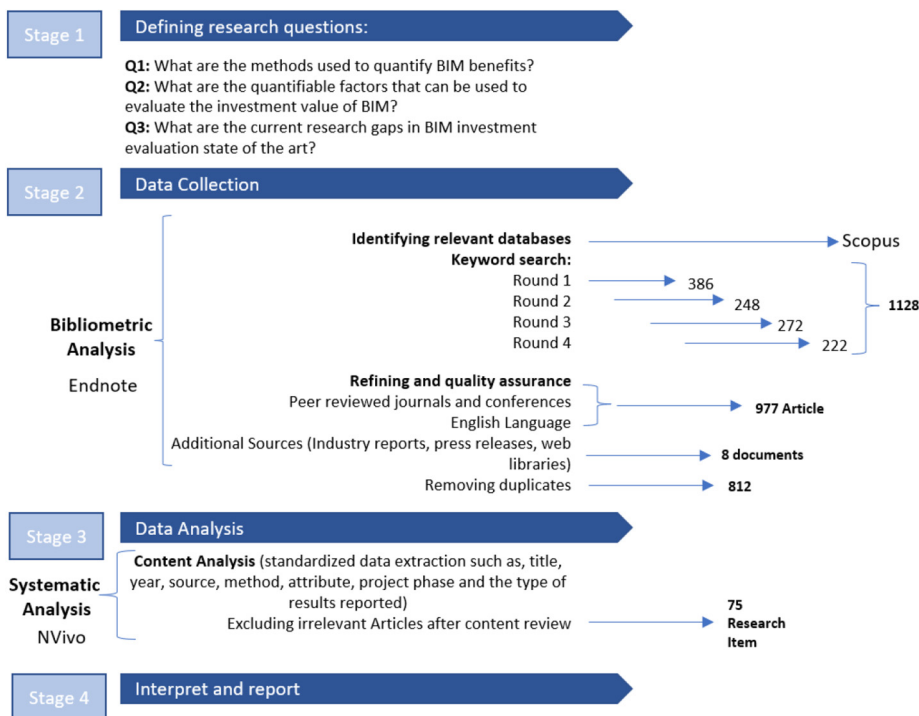 Stage 1
Defining research questions:
Q1: What are the methods used to quantify BIM benefits?
Q2: What are the quantifiable factors that can be used to
evaluate the investment value of BIM?
Q3: What are the current research gaps in BIM investment
evaluation state of the art?
Stage 2
Data Collection
Bibliometric
Analysis
Endnote
Identifying relevant databases
Scopus
Keyword search:
Round 1
386
Round 2
248
Round 3
272
Round 4
222
1128
Refining and quality assurance
Peer reviewed journals and conferences
English Language
977 Article
Additional Sources (Industry reports, press releases, web
libraries)
8 documents
Removing duplicates
812
Stage 3
Data Analysis
Systematic
Analysis
NVivo
Content Analysis (standardized data extraction such as, title,
year, source, method, attribute, project phase and the type of
results reported)
Excluding irrelevant Articles after content review
75
Research
Item
Stage 4
Interpret and report